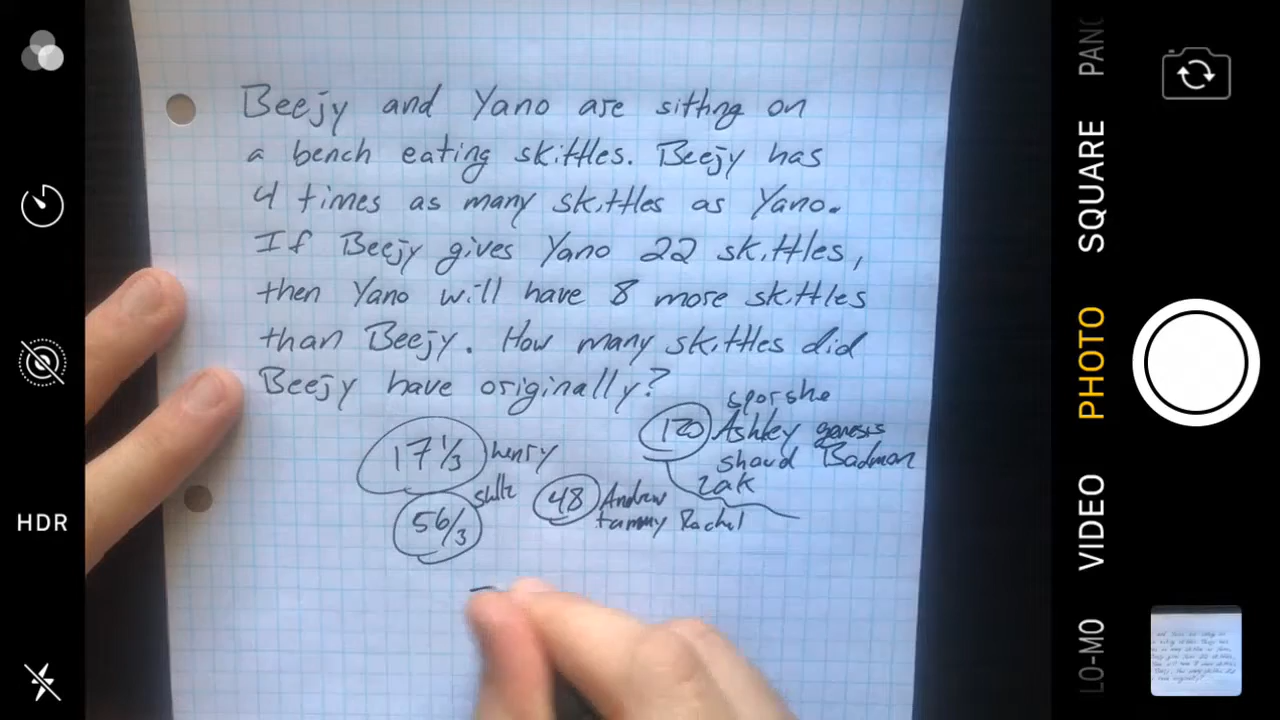 Beejy and Yano are sitting on
a bench eating skittles. Beejy has
4 times as many skittles as Yano.
If Beejy gives Yano 22 skittles,
then Yano will have 8 more skittles
than Beejy. How many skittles did
Beejy have originally?
17 1/3 henry
56/3
48 Andrew
tammy Rachel
sporshe
120 Ashley genesis
Badman
zak
HDR
PANO
SQUARE
PHOTO
VIDEO
LO-MO